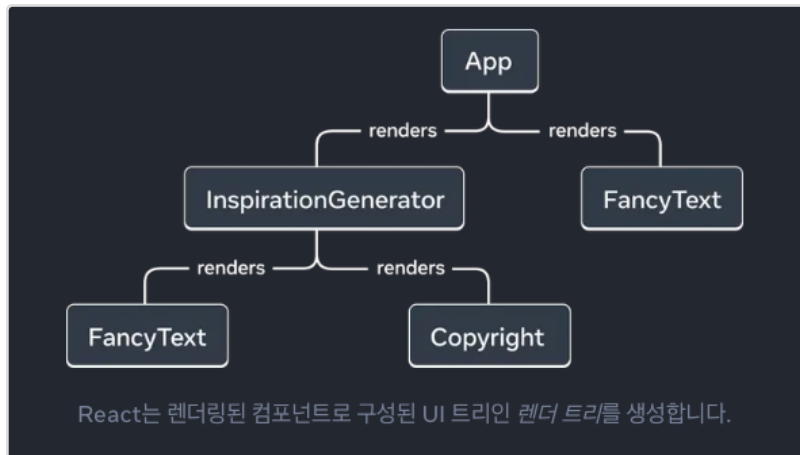 App
renders renders
InspirationGenerator FancyText
renders renders
FancyText Copyright
React는 렌더링된 컴포넌트로 구성된 UI 트리인 렌더 트리를 생성합니다.